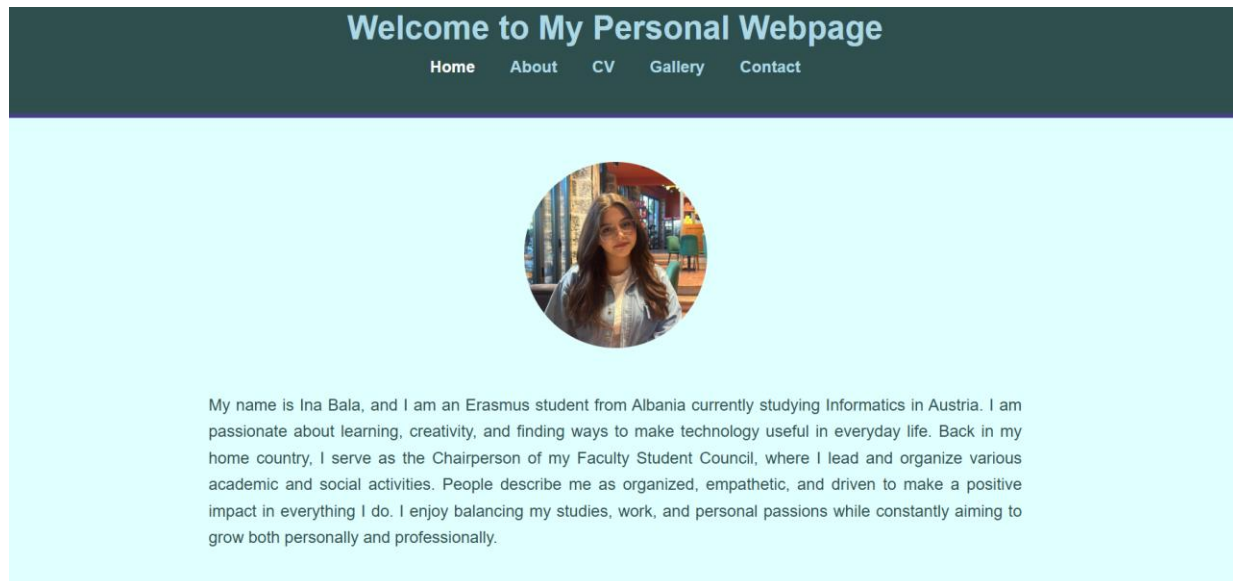 Welcome to My Personal Webpage
Home About CV Gallery Contact
My name is Ina Bala, and I am an Erasmus student from Albania currently studying Informatics in Austria. I am
passionate about learning, creativity, and finding ways to make technology useful in everyday life. Back in my
home country, I serve as the Chairperson of my Faculty Student Council, where I lead and organize various
academic and social activities. People describe me as organized, empathetic, and driven to make a positive
impact in everything I do. I enjoy balancing my studies, work, and personal passions while constantly aiming to
grow both personally and professionally.